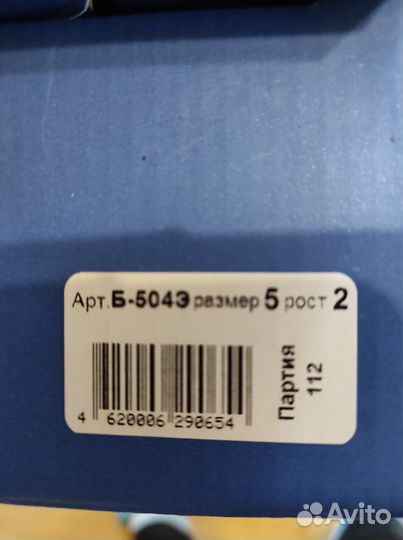 Арт.Б-504Э размер 5 рост 2
4 620006 290654
Партия
112
Avito